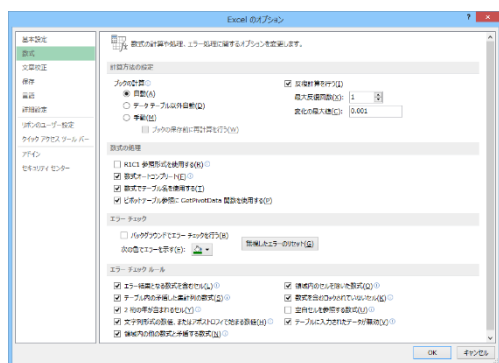 Excel のオプション
基本設定
数式
文章校正
保存
言語
詳細設定
リボンのユーザー設定
クイック アクセス ツール バー
アドイン
セキュリティ センター
数式の計算や処理、エラー処理に関するオプションを変更します。
計算方法の設定
ブックの計算
自動(A)
データ テーブル以外自動(D)
手動(M)
ブックの保存前に再計算を行う(W)
反復計算を行う(I)
最大反復回数(X): 1
変化の最大値(C): 0.001
数式の処理
R1C1 参照形式を使用する(R)
数式オートコンプリート(F)
数式でテーブル名を使用する(T)
ピボットテーブル参照に GetPivotData 関数を使用する(P)
エラー チェック
バックグラウンドでエラー チェックを行う(B)
次の色でエラーを示す(E):
無視したエラーのリセット(G)
エラー チェック ルール
エラー結果となる数式を含むセル(L)
テーブル内の矛盾した集計列の数式(S)
2 桁の年が含まれるセル(Y)
文字列形式の数値、またはアポストロフィで始まる数値(H)
領域内の他の数式と矛盾する数式(N)
領域内のセルを除いた数式(O)
数式を含むロックされていないセル(K)
空白セルを参照する数式(U)
テーブルに入力されたデータが無効(V)
OK
キャンセル